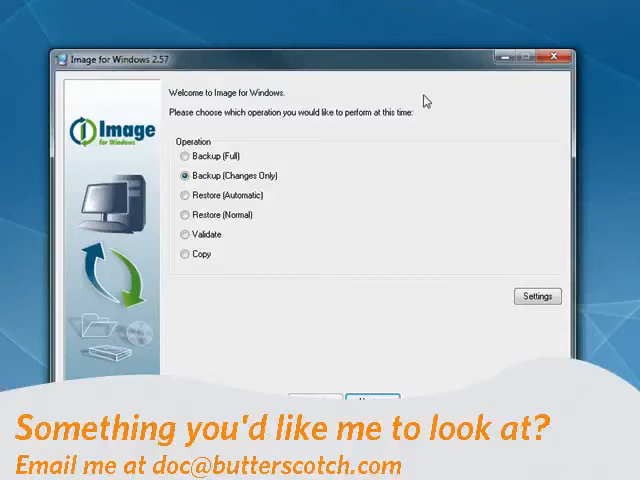 Image for Windows 2.57
Welcome to Image for Windows.
Please choose which operation you would like to perform at this time:
Image
for Windows
Operation
Backup (Full)
Backup (Changes Only)
Restore (Automatic)
Restore (Normal)
Validate
Copy
Settings
Something you'd like me to look at?
Email me at doc@butterscotch.com